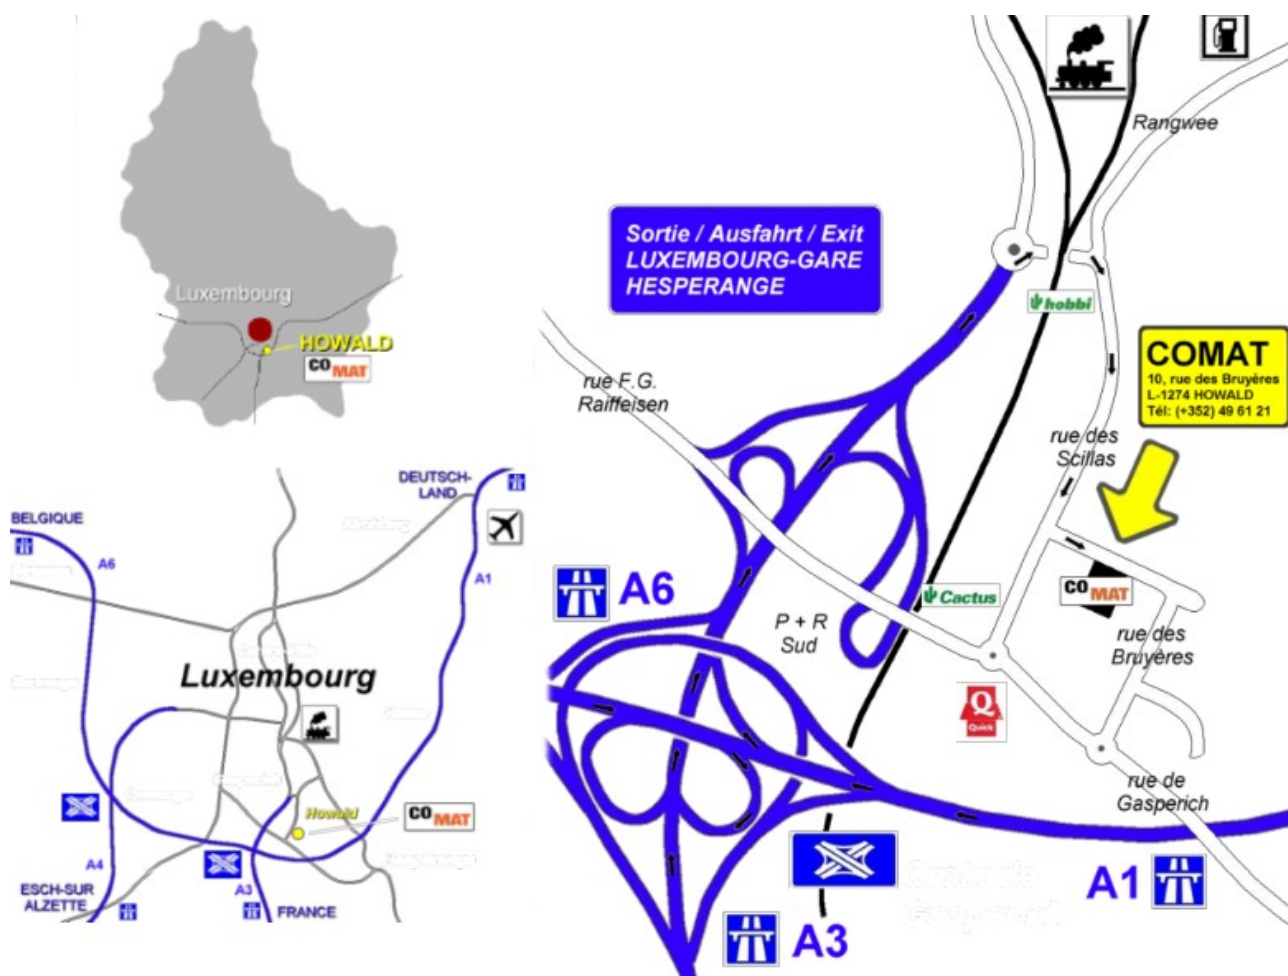 Luxembourg
HOWALD
CO
MAT
DEUTSCH-
LAND
BELGIQUE
A6
A1
Luxembourg
Howald
CO
MAT
A4
ESCH-SUR
ALZETTE
A3
FRANCE
Rangwee
Sortie / Ausfahrt / Exit
LUXEMBOURG-GARE
HESPERANGE
hobbi
COMAT
10, rue des Bruyères
L-1274 HOWALD
Tél: (+352) 49 61 21
rue F.G.
Raiffeisen
rue des
Scillas
A6
CO
MAT
Cactus
P + R
Sud
rue des
Bruyères
Q
Quick
rue de
Gasperich
A1
A3